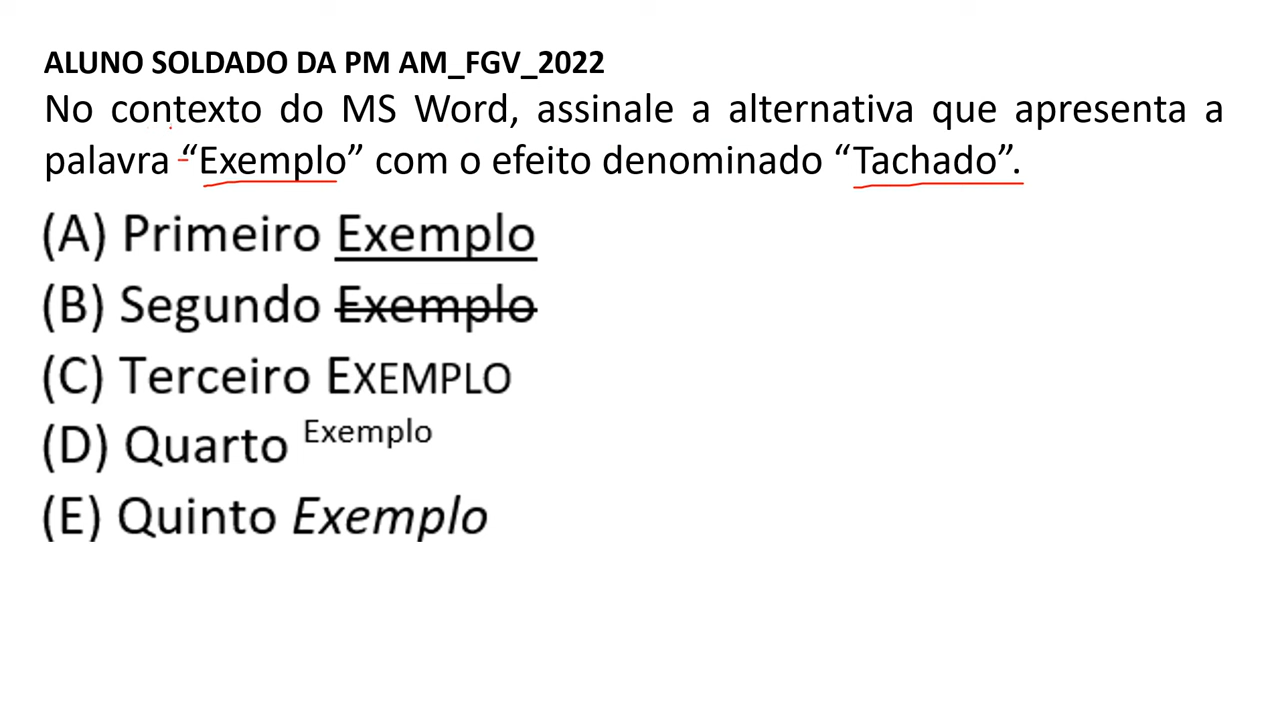 ALUNO SOLDADO DA PM AM_FGV_2022
No contexto do MS Word, assinale a alternativa que apresenta a
palavra “Exemplo” com o efeito denominado “Tachado”.
(A) Primeiro Exemplo
(B) Segundo Exemplo
(C) Terceiro EXEMPLO
(D) Quarto Exemplo
(E) Quinto Exemplo